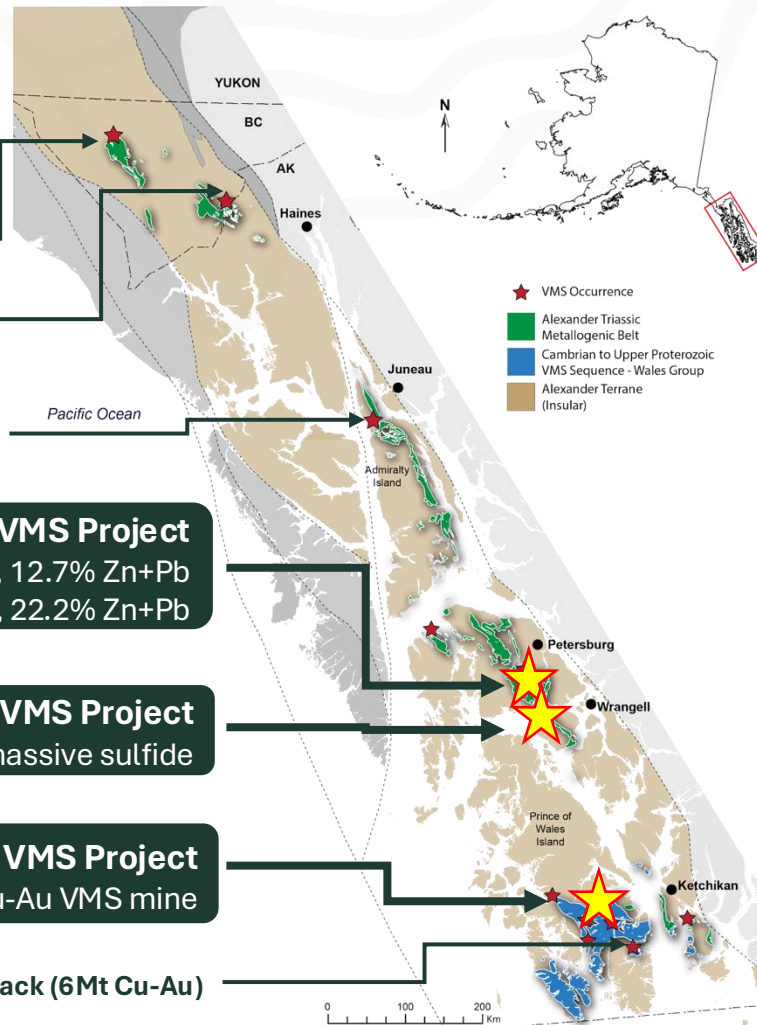 YUKON
BC
AK
N
Haines
VMS Occurrence
Alexander Triassic
Metallogenic Belt
Cambrian to Upper Proterozoic
VMS Sequence - Wales Group
Alexander Terrane
(Insular)
Juneau
Pacific Ocean
Admiralty
Island
VMS Project
, 12.7% Zn+Pb
, 22.2% Zn+Pb
Petersburg
Wrangell
VMS Project
massive sulfide
Prince of
Wales
Island
VMS Project
u-Au VMS mine
Ketchikan
ack (6Mt Cu-Au)
0 100 200
Km